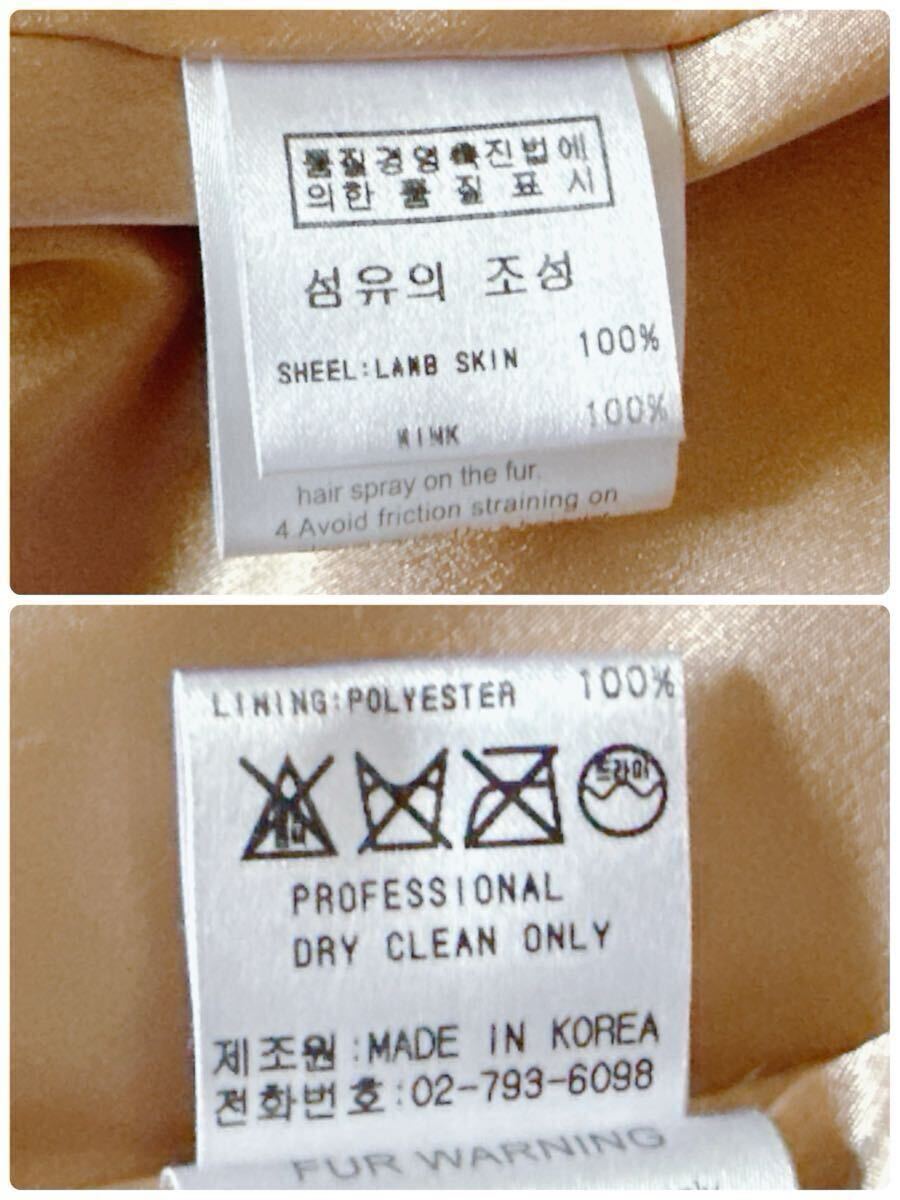 품질경영촉진법에
의한 품질표시
섬유의 조성
SHEEL:LAMB SKIN 100%
MINK 100%
hair spray on the fur.
4.Avoid friction straining on
LINING:POLYESTER 100%
드라이
PROFESSIONAL
DRY CLEAN ONLY
제조원:MADE IN KOREA
전화번호:02-793-6098
FUR WARNING